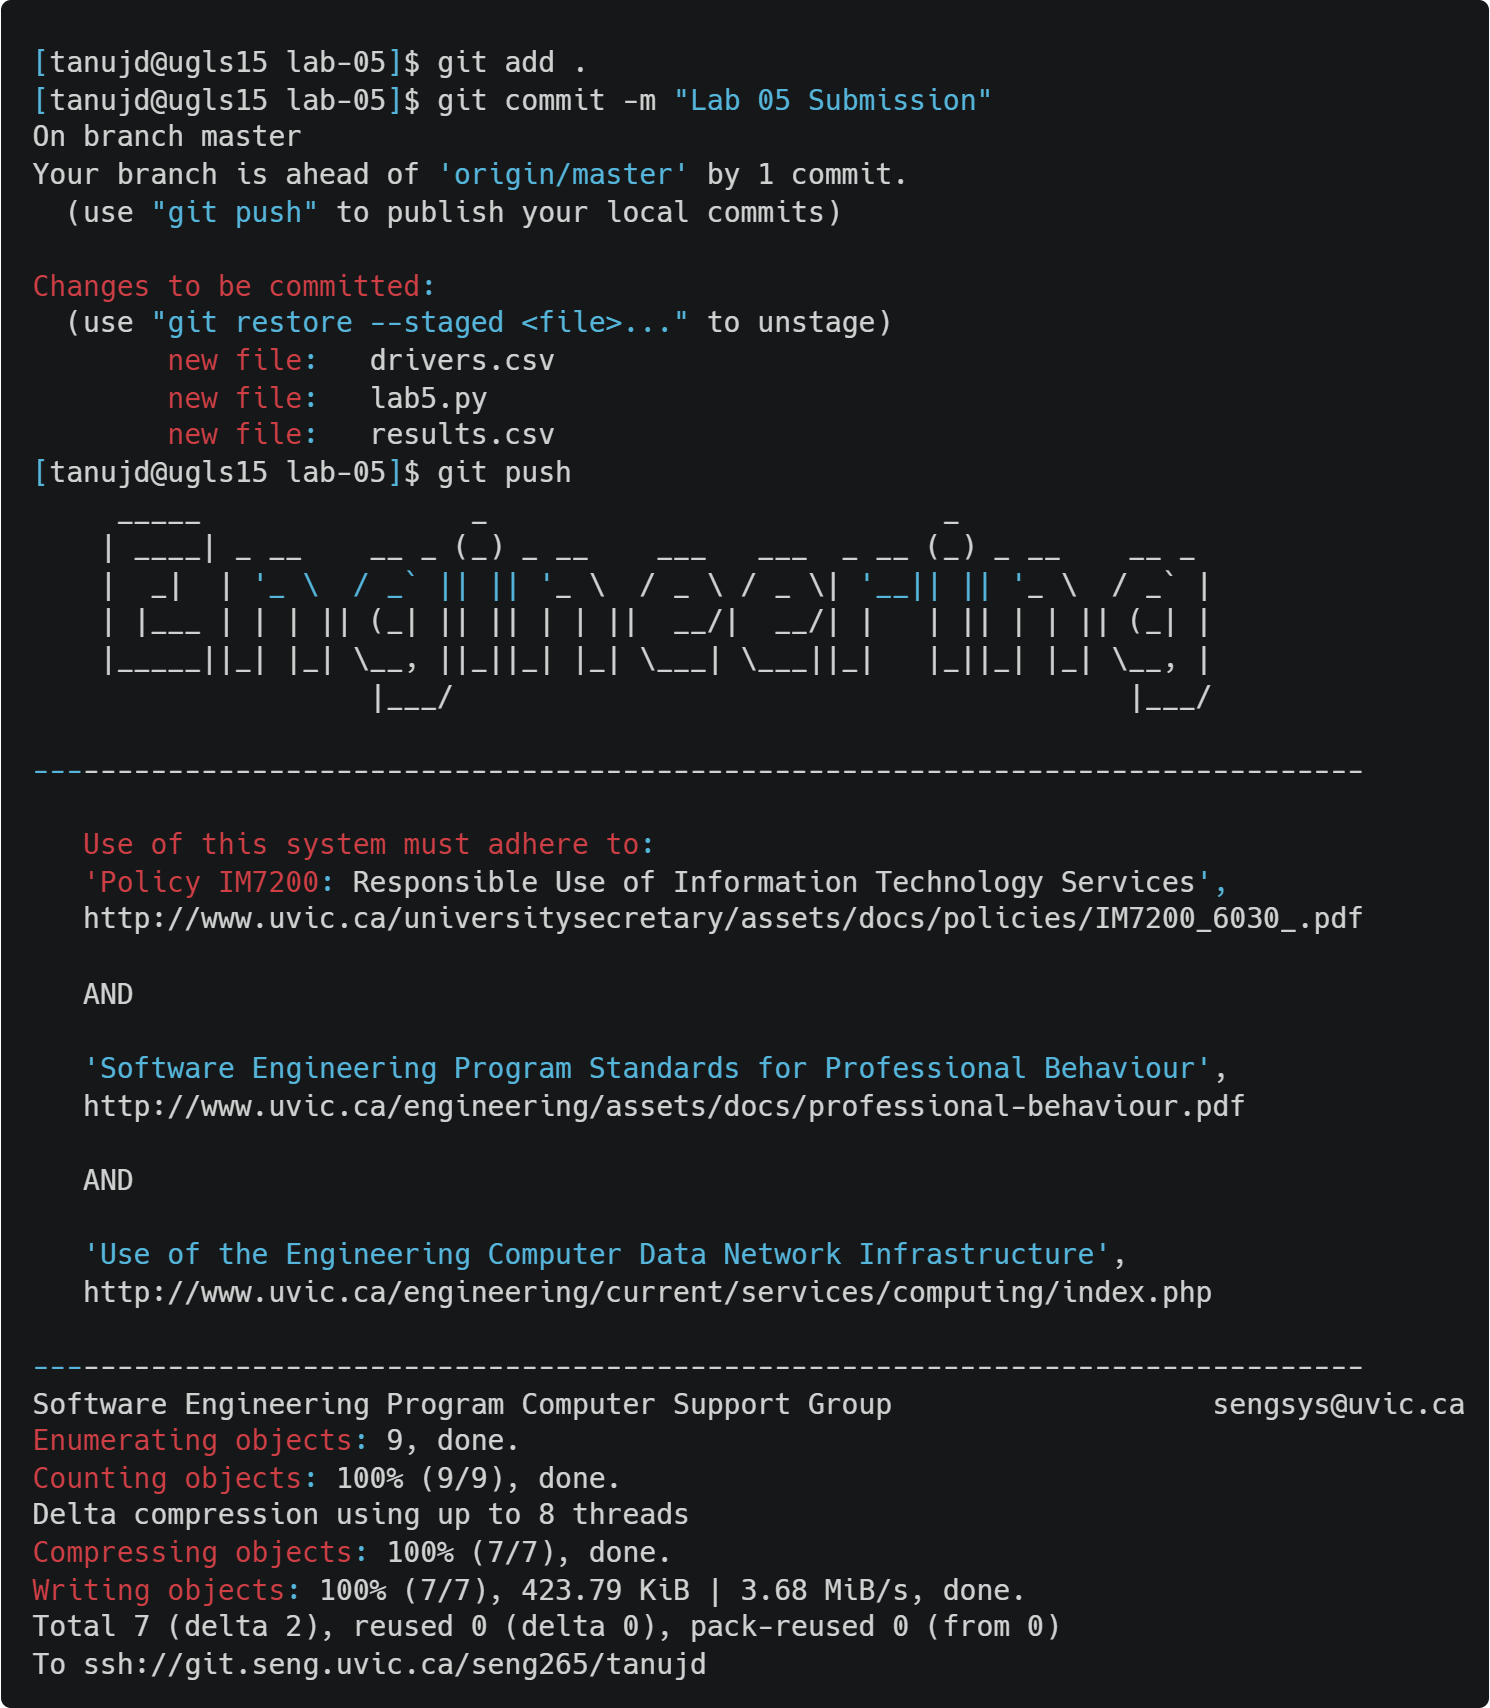 [tanujd@ugls15 lab-05]$ git add .
[tanujd@ugls15 lab-05]$ git commit -m "Lab 05 Submission"
On branch master
Your branch is ahead of 'origin/master' by 1 commit.
  (use "git push" to publish your local commits)

Changes to be committed:
  (use "git restore --staged <file>..." to unstage)
        new file:   drivers.csv
        new file:   lab5.py
        new file:   results.csv
[tanujd@ugls15 lab-05]$ git push
     _____                _                           _
    | ____| _ __    __ _ (_) _ __    ___   ___  _ __ (_) _ __    __ _
    |  _|  | '_ \  / _` || || '_ \  / _ \ / _ \| '__|| || '_ \  / _` |
    | |___ | | | || (_| || || | | ||  __/|  __/| |   | || | | || (_| |
    |_____||_| |_| \__, ||_||_| |_| \___| \___||_|   |_||_| |_| \__, |
                    |___/                                        |___/

-------------------------------------------------------------------------------

   Use of this system must adhere to:
   'Policy IM7200: Responsible Use of Information Technology Services',
   http://www.uvic.ca/universitysecretary/assets/docs/policies/IM7200_6030_.pdf

   AND

   'Software Engineering Program Standards for Professional Behaviour',
   http://www.uvic.ca/engineering/assets/docs/professional-behaviour.pdf

   AND

   'Use of the Engineering Computer Data Network Infrastructure',
   http://www.uvic.ca/engineering/current/services/computing/index.php

-------------------------------------------------------------------------------
Software Engineering Program Computer Support Group                   sengsys@uvic.ca
Enumerating objects: 9, done.
Counting objects: 100% (9/9), done.
Delta compression using up to 8 threads
Compressing objects: 100% (7/7), done.
Writing objects: 100% (7/7), 423.79 KiB | 3.68 MiB/s, done.
Total 7 (delta 2), reused 0 (delta 0), pack-reused 0 (from 0)
To ssh://git.seng.uvic.ca/seng265/tanujd